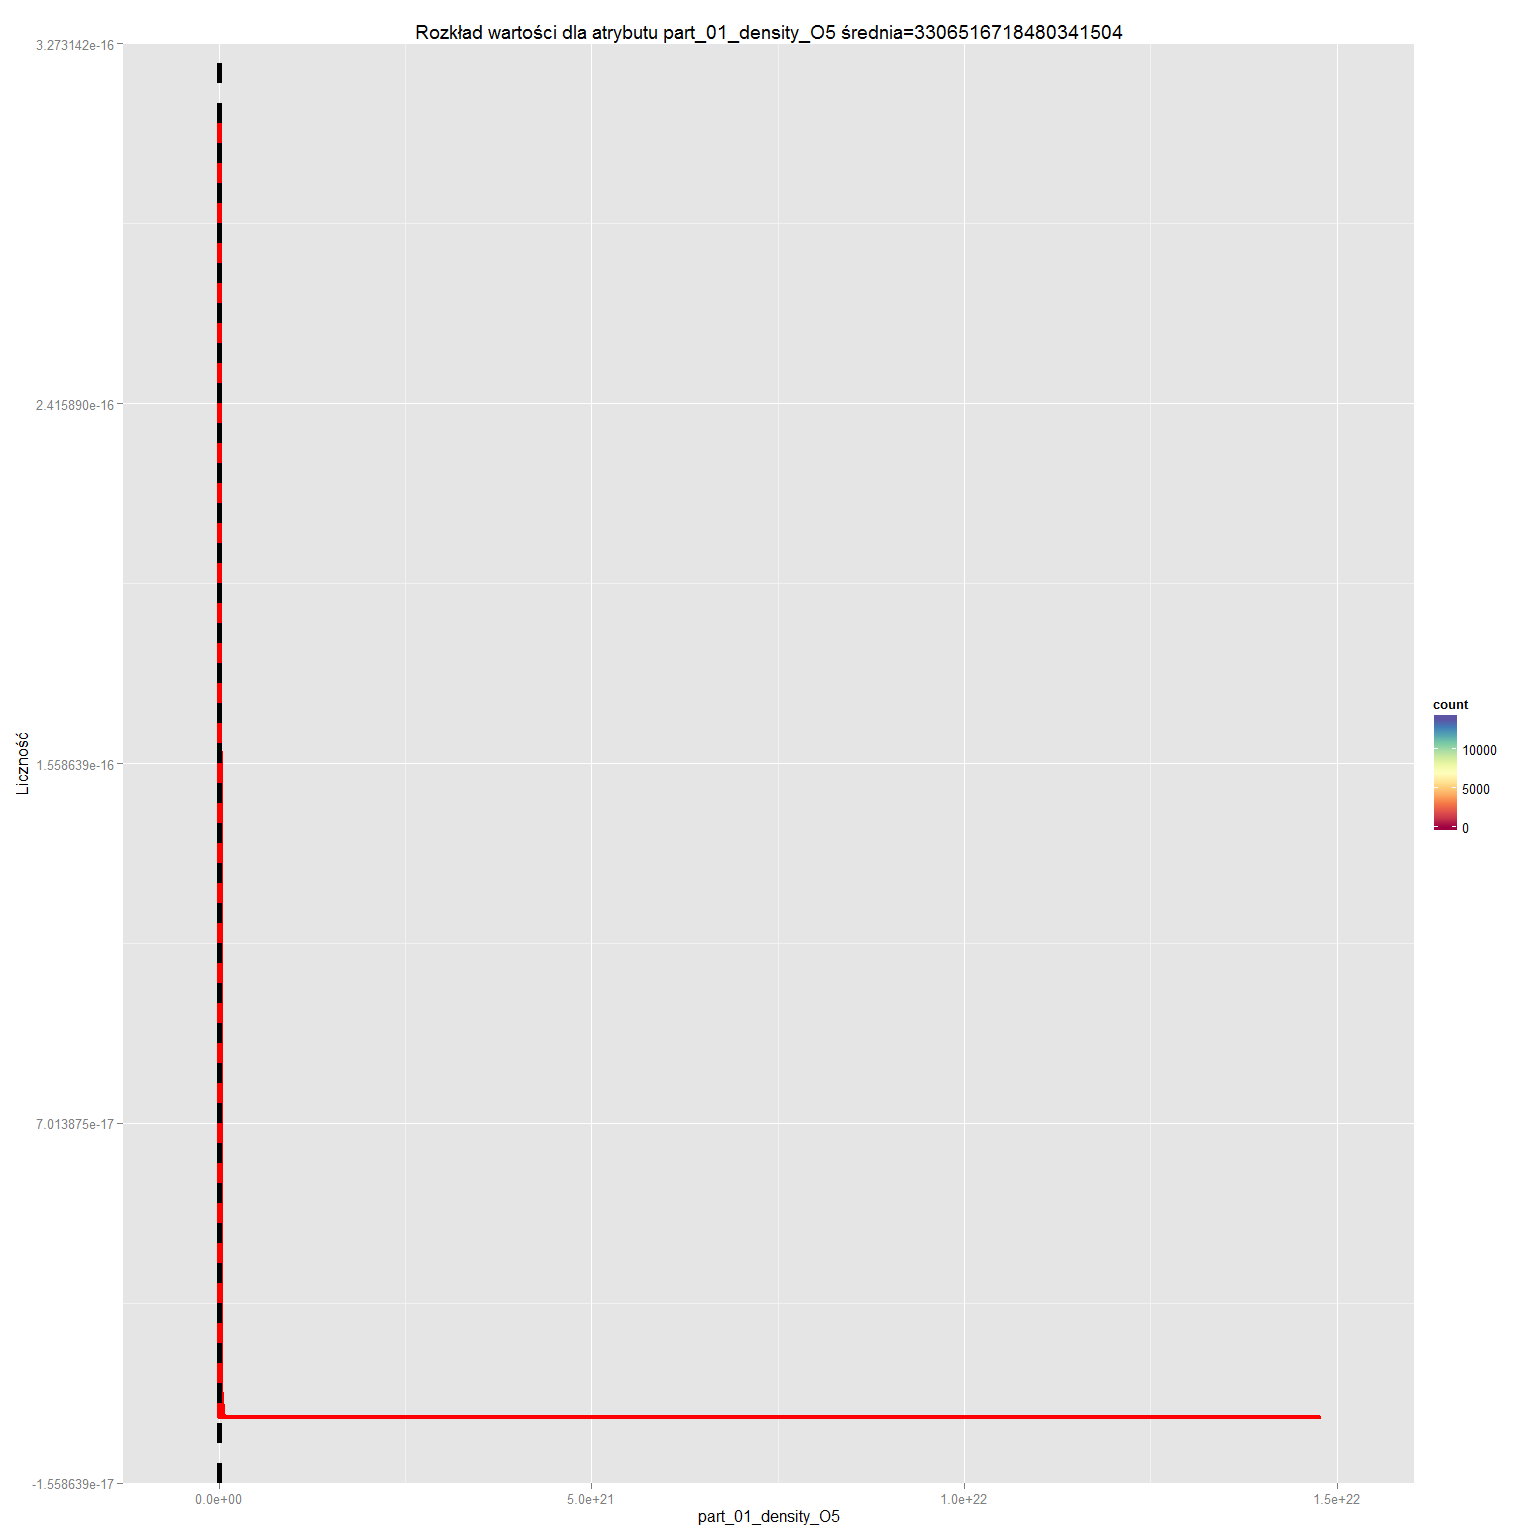 Rozkład wartości dla atrybutu part_01_density_O5 średnia=3306516718480341504
3.273142e-16
2.415890e-16
1.558639e-16
7.013875e-17
-1.558639e-17
Liczność
0.0e+00
5.0e+21
1.0e+22
1.5e+22
part_01_density_O5
count
10000
5000
0